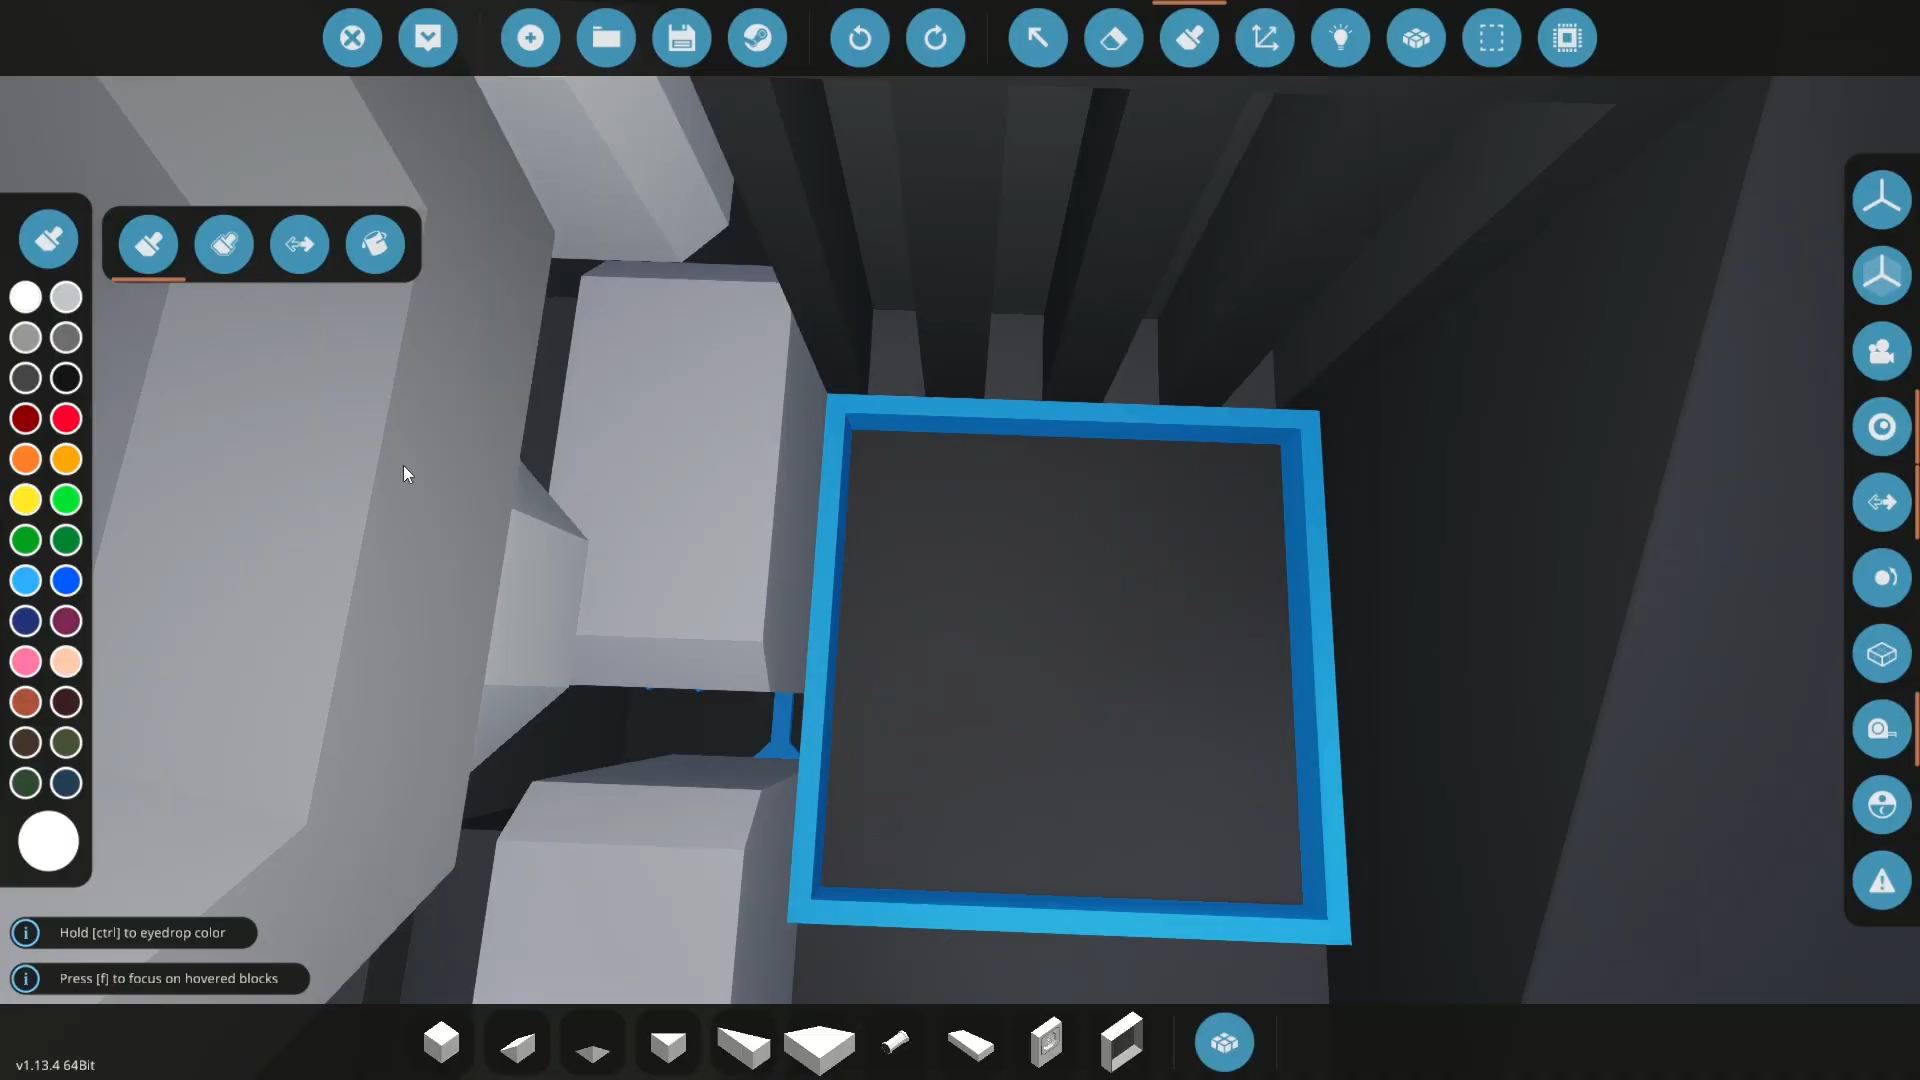 Hold [ctrl] to eyedrop color
Press [f] to focus on hovered blocks
v1.13.4 64Bit